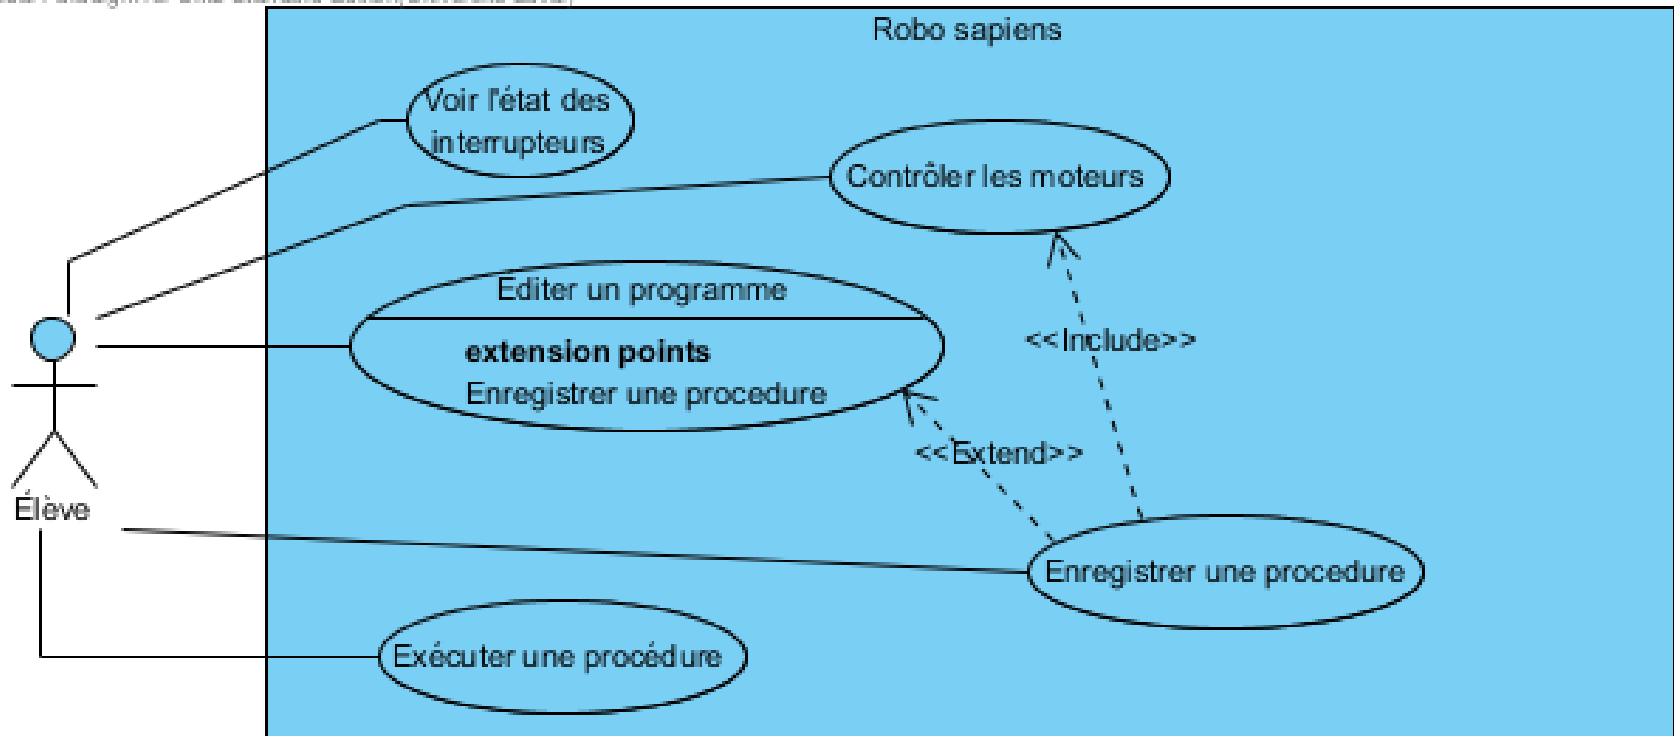 Robo sapiens
Voir l'état des
interrupteurs
Contrôler les moteurs
Editer un programme
extension points
Enregistrer une procedure
<<Include>>
<<Extend>>
Élève
Enregistrer une procedure
Exécuter une procédure